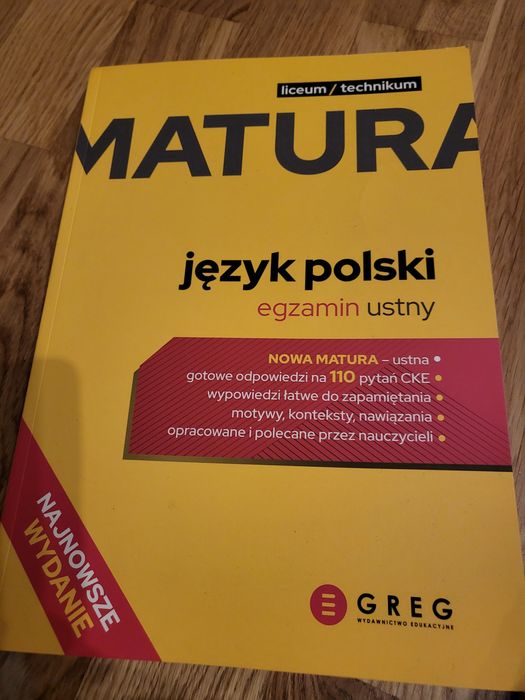 liceum / technikum
MATURA
język polski
egzamin ustny
NOWA MATURA – ustna
gotowe odpowiedzi na 110 pytań CKE
wypowiedzi łatwe do zapamiętania
motywy, konteksty, nawiązania
opracowane i polecane przez nauczycieli
NAJNOWSZE
WYDANIE
GREG
WYDAWNICTWO EDUKACYJNE